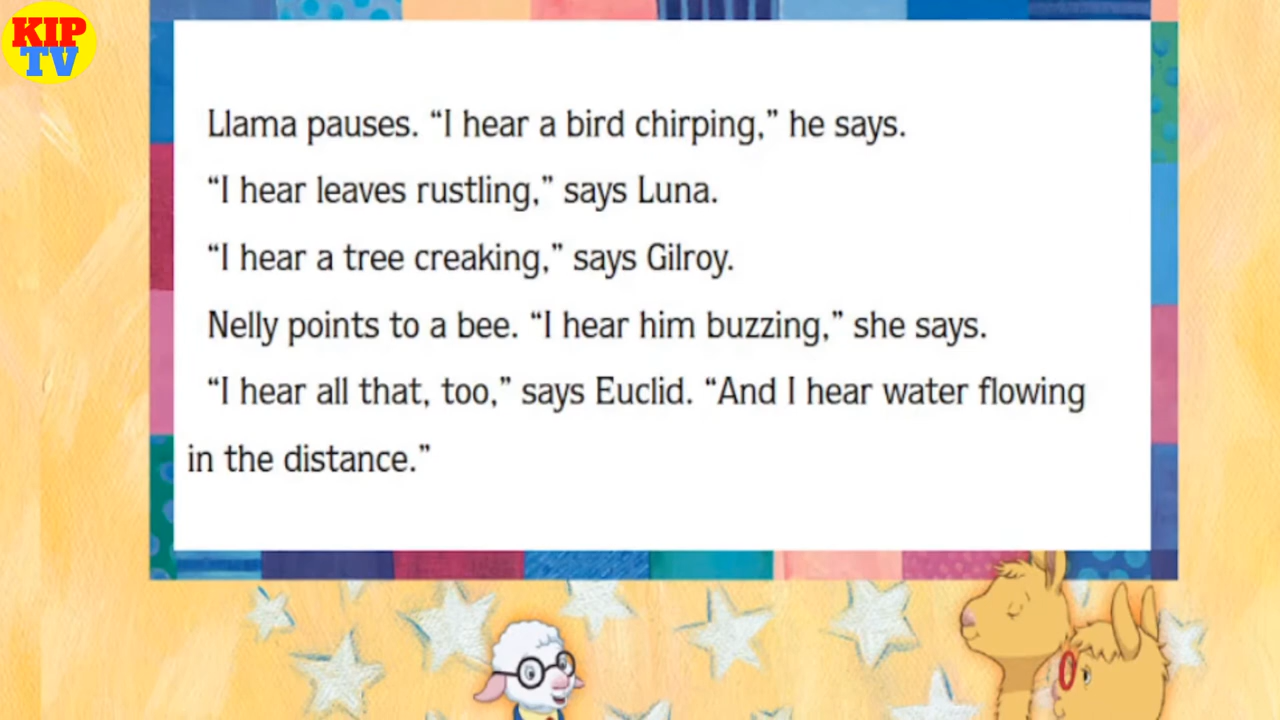 KIP
TV
Llama pauses. “I hear a bird chirping,” he says.
“I hear leaves rustling,” says Luna.
“I hear a tree creaking,” says Gilroy.
Nelly points to a bee. “I hear him buzzing,” she says.
“I hear all that, too,” says Euclid. “And I hear water flowing
in the distance.”